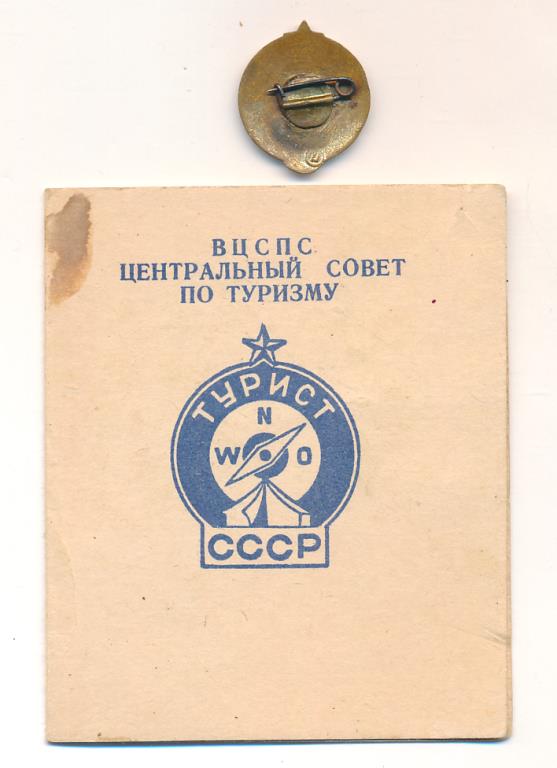 ВЦСПС
ЦЕНТРАЛЬНЫЙ СОВЕТ
ПО ТУРИЗМУ
ТУРИСТ
N
W O
СССР